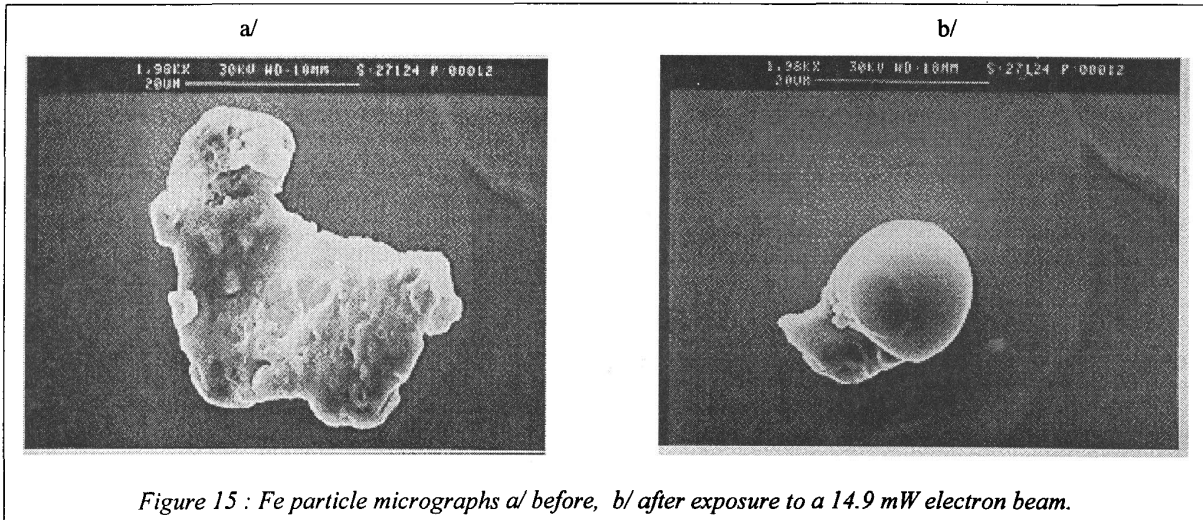 a/
b/
1.98KX 30KV WD-18MM S-27124 P-00012
20UM
1.98KX 30KV WD-18MM S-27124 P-00012
20UM
Figure 15 : Fe particle micrographs a/ before, b/ after exposure to a 14.9 mW electron beam.